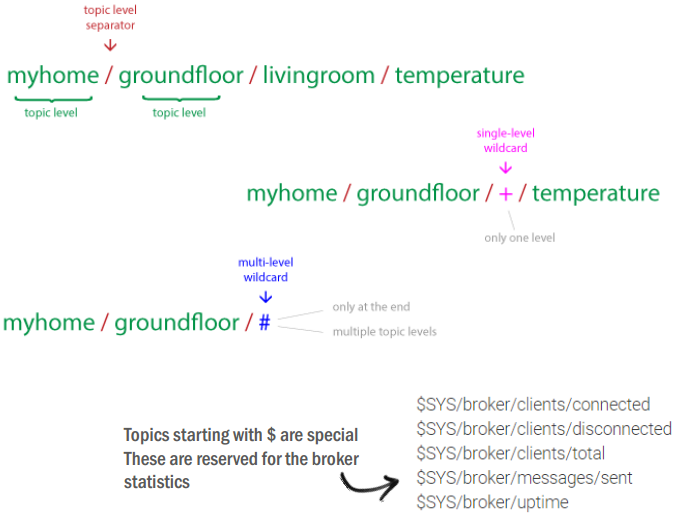 topic level
separator
myhome / groundfloor / livingroom / temperature
topic level
topic level
single-level
wildcard
myhome / groundfloor / + / temperature
only one level
multi-level
wildcard
myhome / groundfloor / #
only at the end
multiple topic levels
Topics starting with $ are special
These are reserved for the broker
statistics
$SYS/broker/clients/connected
$SYS/broker/clients/disconnected
$SYS/broker/clients/total
$SYS/broker/messages/sent
$SYS/broker/uptime